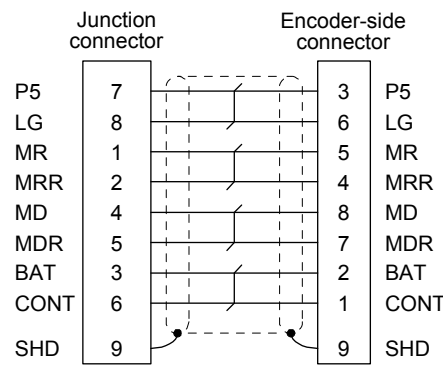 Junction connector
Encoder-side connector
P5 7 3 P5
LG 8 6 LG
MR 1 5 MR
MRR 2 4 MRR
MD 4 8 MD
MDR 5 7 MDR
BAT 3 2 BAT
CONT 6 1 CONT
SHD 9 9 SHD